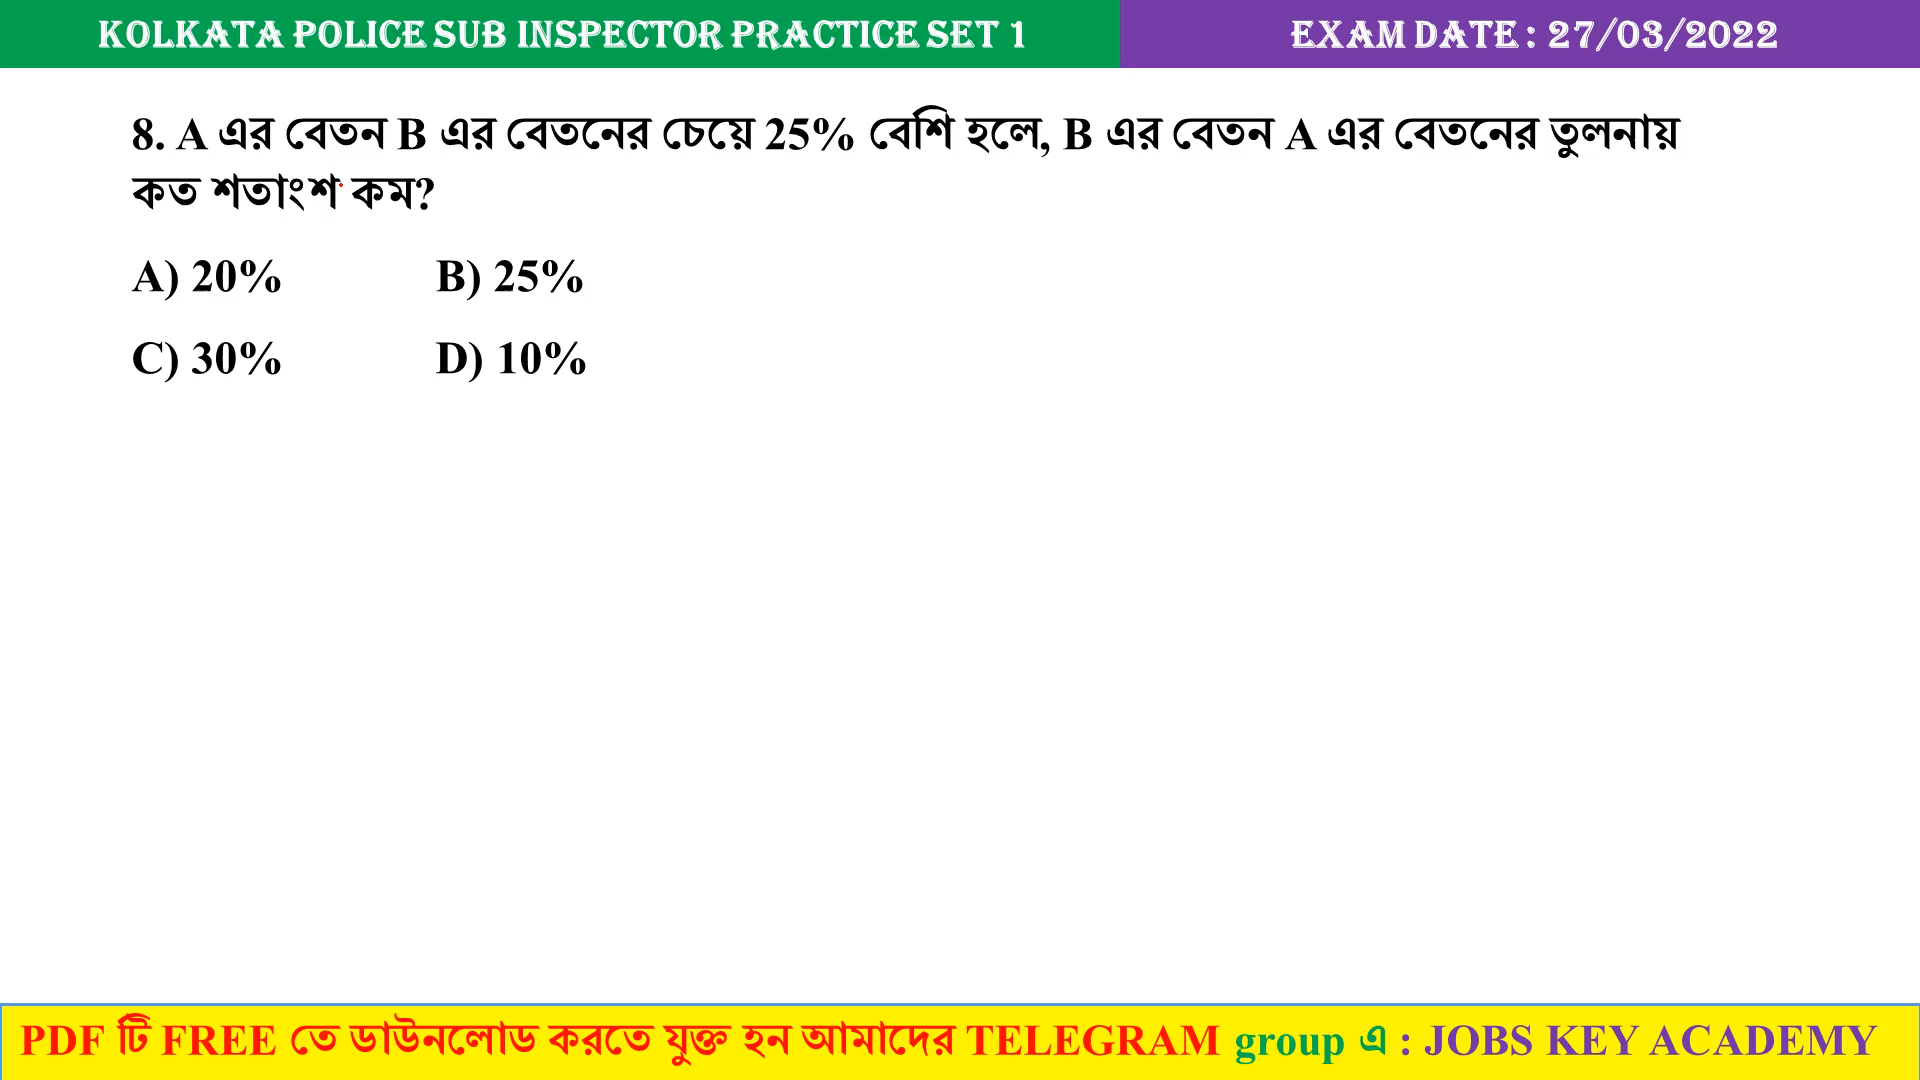 KOLKATA POLICE SUB INSPECTOR PRACTICE SET 1
EXAM DATE : 27/03/2022
8. A এর বেতন B এর বেতনের চেয়ে 25% বেশি হলে, B এর বেতন A এর বেতনের তুলনায়
কত শতাংশ কম?
A) 20% B) 25%
C) 30% D) 10%
PDF টি FREE তে ডাউনলোড করতে যুক্ত হন আমাদের TELEGRAM group এ : JOBS KEY ACADEMY